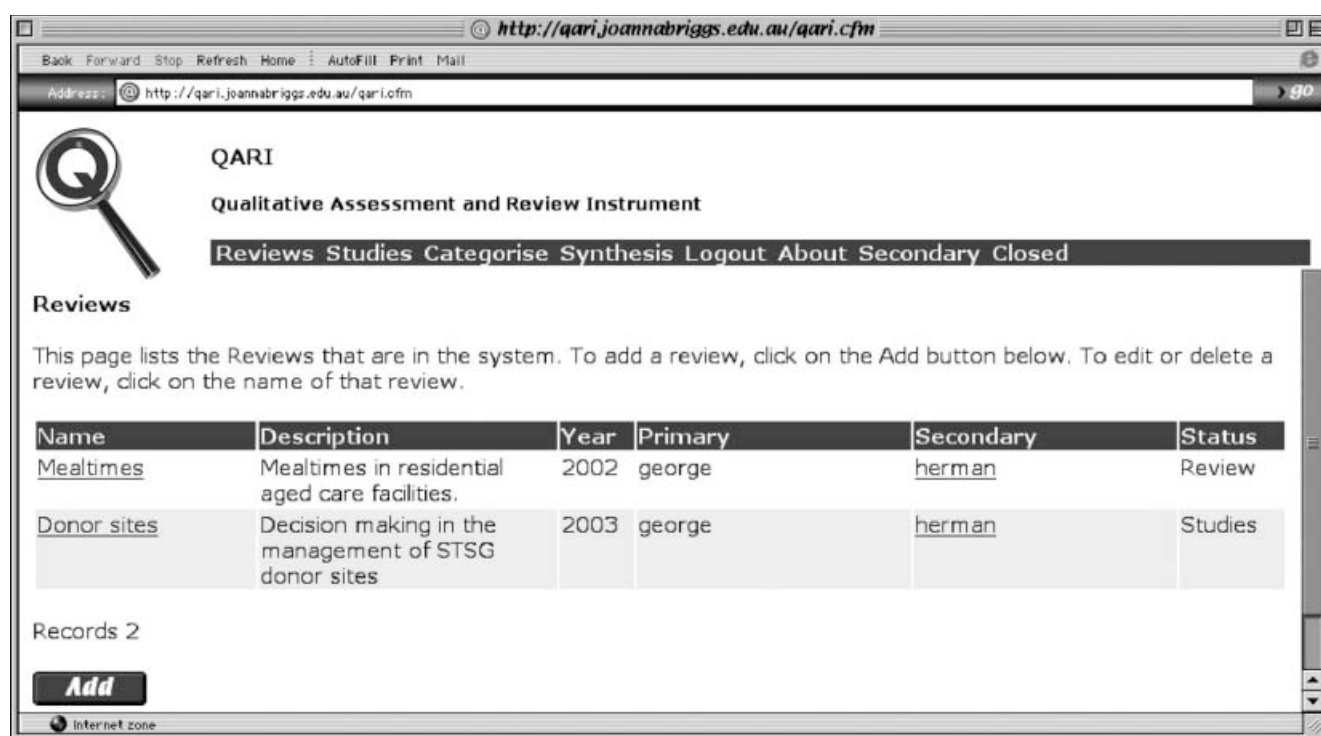 http://qari.joannabriggs.edu.au/qari.cfm
Back Forward Stop Refresh Home AutoFill Print Mail
Address: http://qari.joannabriggs.edu.au/qari.cfm go
Q
QARI
Qualitative Assessment and Review Instrument
Reviews Studies Categorise Synthesis Logout About Secondary Closed
Reviews
This page lists the Reviews that are in the system. To add a review, click on the Add button below. To edit or delete a
review, click on the name of that review.
Name Description Year Primary Secondary Status
Mealtimes Mealtimes in residential 2002 george herman Review
aged care facilities.
Donor sites Decision making in the 2003 george herman Studies
management of STSG
donor sites
Records 2
Add
Internet zone